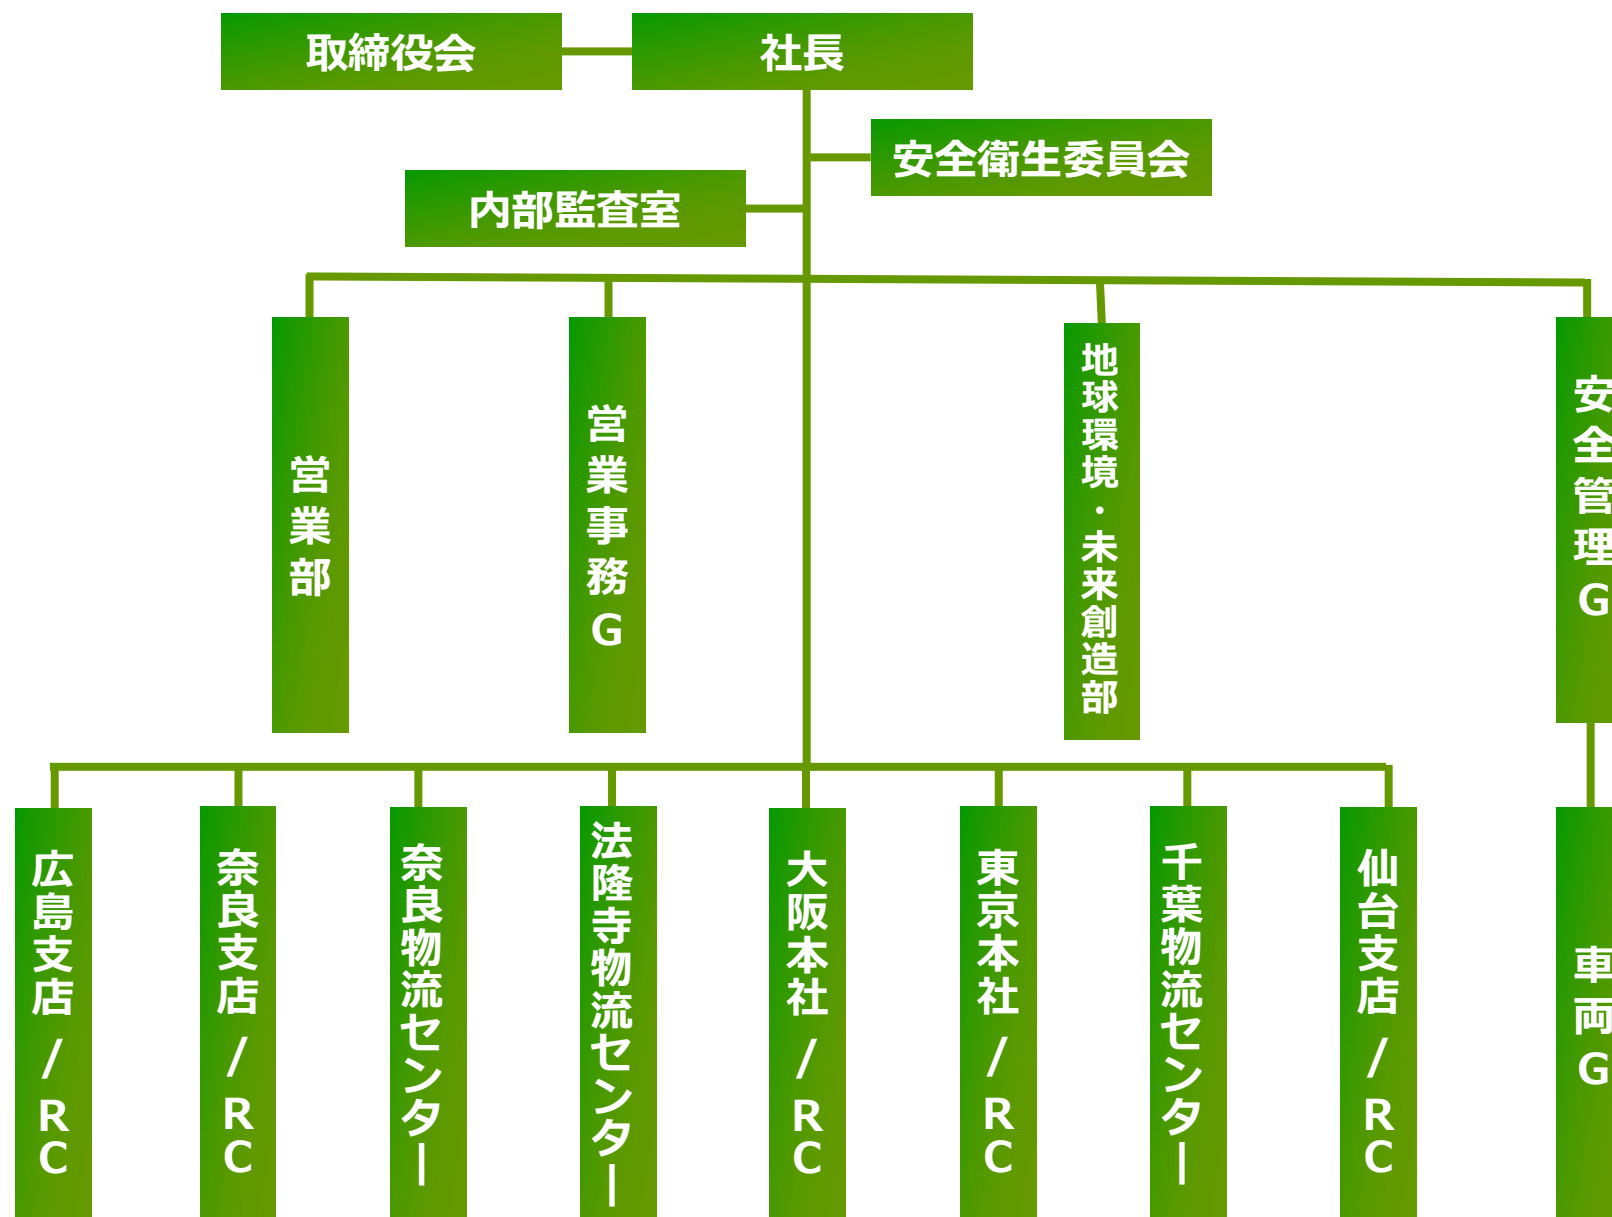 取締役会
社長
安全衛生委員会
内部監査室
営業部
営業事務G
地球環境・未来創造部
安全管理G
広島支店/RC
奈良支店/RC
奈良物流センター
法隆寺物流センター
大阪本社/RC
東京本社/RC
千葉物流センター
仙台支店/RC
車両G